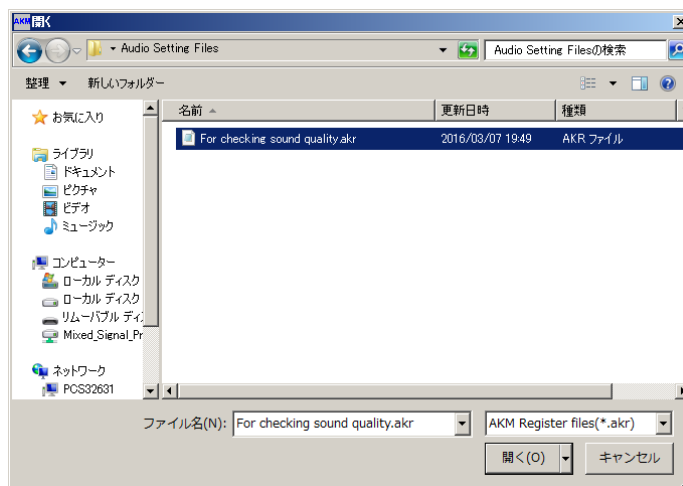 AKM 開く
Audio Setting Files
Audio Setting Filesの検索
整理 新しいフォルダー
名前 更新日時 種類
For checking sound quality.akr 2016/03/07 19:49 AKR ファイル
お気に入り
ライブラリ
ドキュメント
ピクチャ
ビデオ
ミュージック
コンピューター
ローカル ディスク
ローカル ディスク
リムーバブル ディ
Mixed_Signal_Pr
ネットワーク
PCS32631
ファイル名(N): For checking sound quality.akr AKM Register files(*.akr)
開く(O) キャンセル